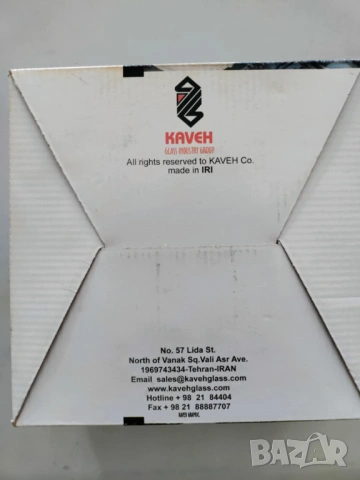 KAVEH
GLASS INDUSTRY GROUP
All rights reserved to KAVEH Co.
made in IRI
No. 57 Lida St.
North of Vanak Sq.Vali Asr Ave.
1969743434-Tehran-IRAN
Email sales@kavehglass.com
www.kavehglass.com
Hotline + 98 21 84404
Fax + 98 21 88887707
KAVEH GRAPHIC.
BAZAR
bg